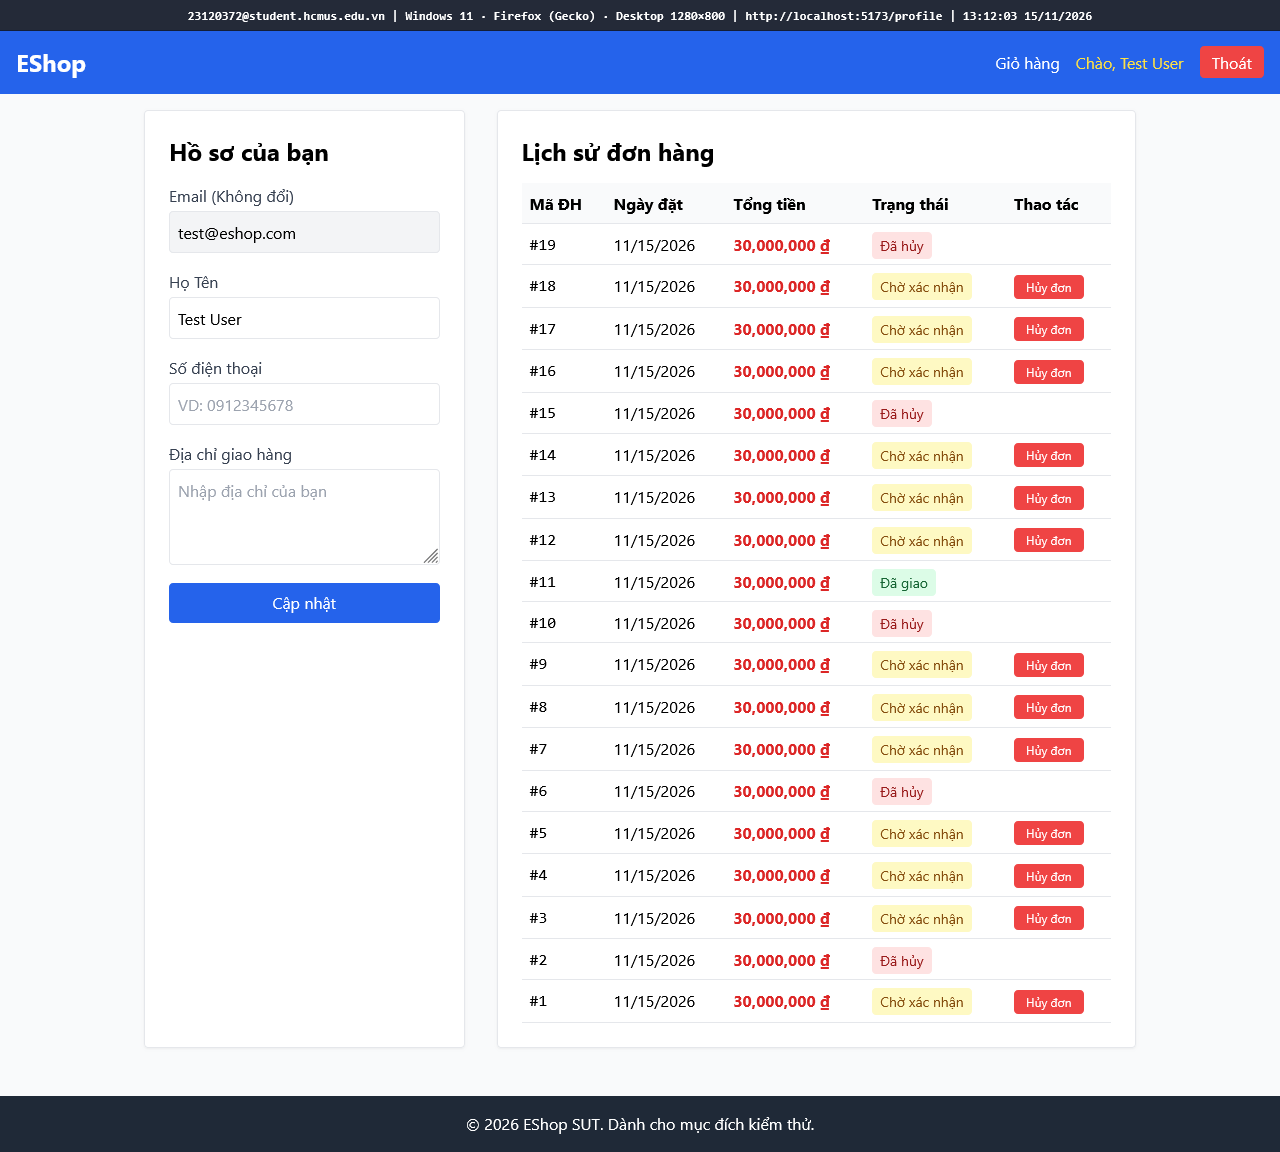 23120372@student.hcmus.edu.vn | Windows 11 · Firefox (Gecko) · Desktop 1280×800 | http://localhost:5173/profile | 13:12:03 15/11/2026
EShop Giỏ hàng Chào, Test User Thoát
Hồ sơ của bạn
Email (Không đổi)
test@eshop.com
Họ Tên
Test User
Số điện thoại
VD: 0912345678
Địa chỉ giao hàng
Nhập địa chỉ của bạn
Cập nhật
Lịch sử đơn hàng
Mã ĐH Ngày đặt Tổng tiền Trạng thái Thao tác
#19 11/15/2026 30,000,000 ₫ Đã hủy
#18 11/15/2026 30,000,000 ₫ Chờ xác nhận Hủy đơn
#17 11/15/2026 30,000,000 ₫ Chờ xác nhận Hủy đơn
#16 11/15/2026 30,000,000 ₫ Chờ xác nhận Hủy đơn
#15 11/15/2026 30,000,000 ₫ Đã hủy
#14 11/15/2026 30,000,000 ₫ Chờ xác nhận Hủy đơn
#13 11/15/2026 30,000,000 ₫ Chờ xác nhận Hủy đơn
#12 11/15/2026 30,000,000 ₫ Chờ xác nhận Hủy đơn
#11 11/15/2026 30,000,000 ₫ Đã giao
#10 11/15/2026 30,000,000 ₫ Đã hủy
#9 11/15/2026 30,000,000 ₫ Chờ xác nhận Hủy đơn
#8 11/15/2026 30,000,000 ₫ Chờ xác nhận Hủy đơn
#7 11/15/2026 30,000,000 ₫ Chờ xác nhận Hủy đơn
#6 11/15/2026 30,000,000 ₫ Đã hủy
#5 11/15/2026 30,000,000 ₫ Chờ xác nhận Hủy đơn
#4 11/15/2026 30,000,000 ₫ Chờ xác nhận Hủy đơn
#3 11/15/2026 30,000,000 ₫ Chờ xác nhận Hủy đơn
#2 11/15/2026 30,000,000 ₫ Đã hủy
#1 11/15/2026 30,000,000 ₫ Chờ xác nhận Hủy đơn
© 2026 EShop SUT. Dành cho mục đích kiểm thử.